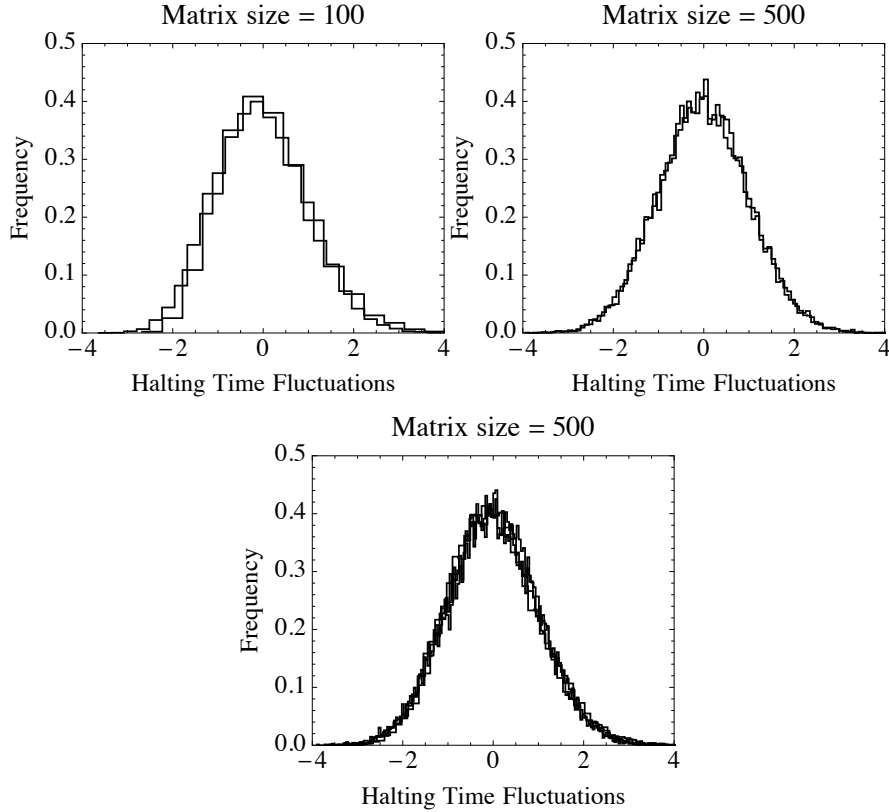 Matrix size = 100
0.5
0.4
0.3
0.2
0.1
0.0
Frequency
−4 −2 0 2 4
Halting Time Fluctuations
Matrix size = 500
0.5
0.4
0.3
0.2
0.1
0.0
Frequency
−4 −2 0 2 4
Halting Time Fluctuations
Matrix size = 500
0.5
0.4
0.3
0.2
0.1
0.0
Frequency
−4 −2 0 2 4
Halting Time Fluctuations